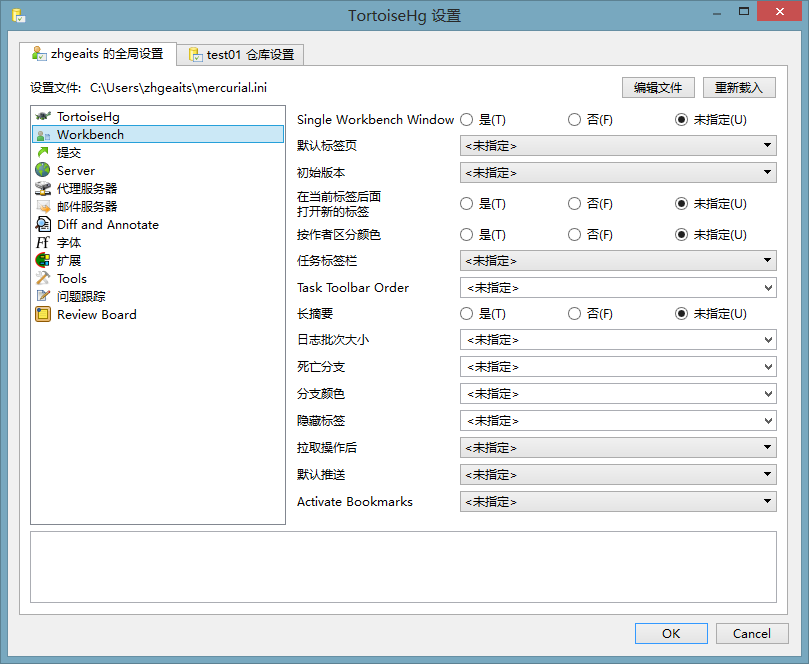 TortoiseHg 设置
zhgeaits 的全局设置
test01 仓库设置
设置文件: C:\Users\zhgeaits\mercurial.ini
编辑文件
重新载入
TortoiseHg
Workbench
提交
Server
代理服务器
邮件服务器
Diff and Annotate
字体
扩展
Tools
问题跟踪
Review Board
Single Workbench Window 是(T) 否(F) 未指定(U)
默认标签页 <未指定>
初始版本 <未指定>
在当前标签后面
打开新的标签 是(T) 否(F) 未指定(U)
按作者区分颜色 是(T) 否(F) 未指定(U)
任务标签栏 <未指定>
Task Toolbar Order <未指定>
长摘要 是(T) 否(F) 未指定(U)
日志批次大小 <未指定>
死亡分支 <未指定>
分支颜色 <未指定>
隐藏标签 <未指定>
拉取操作后 <未指定>
默认推送 <未指定>
Activate Bookmarks <未指定>
OK
Cancel